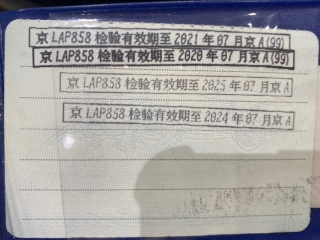 京 LAP858 检验有效期至 2021 年 07 月京 A(99)
京 LAP858 检验有效期至 2020 年 07 月京 A(99)
京 LAP858 检验有效期至 2025 年 07 月京 A
京 LAP858 检验有效期至 2024 年 07 月京 A